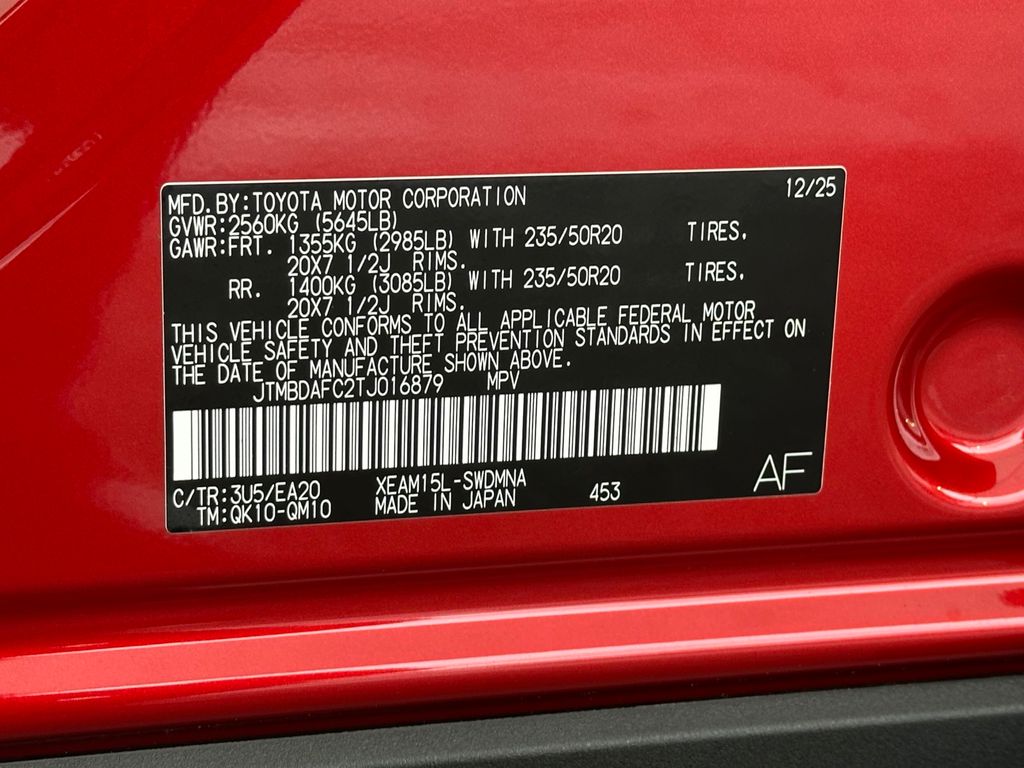 MFD.BY:TOYOTA MOTOR CORPORATION 12/25
GVWR:2560KG (5645LB)
GAWR:FRT. 1355KG (2985LB) WITH 235/50R20 TIRES.
20X7 1/2J RIMS.
RR. 1400KG (3085LB) WITH 235/50R20 TIRES.
20X7 1/2J RIMS.
THIS VEHICLE CONFORMS TO ALL APPLICABLE FEDERAL MOTOR
VEHICLE SAFETY AND THEFT PREVENTION STANDARDS IN EFFECT ON
THE DATE OF MANUFACTURE SHOWN ABOVE.
JTMBDAFC2TJ016879 MPV
C/TR:3U5/EA20 XEAM15L-SWDMNA 453 AF
TM:QK10-QM10 MADE IN JAPAN